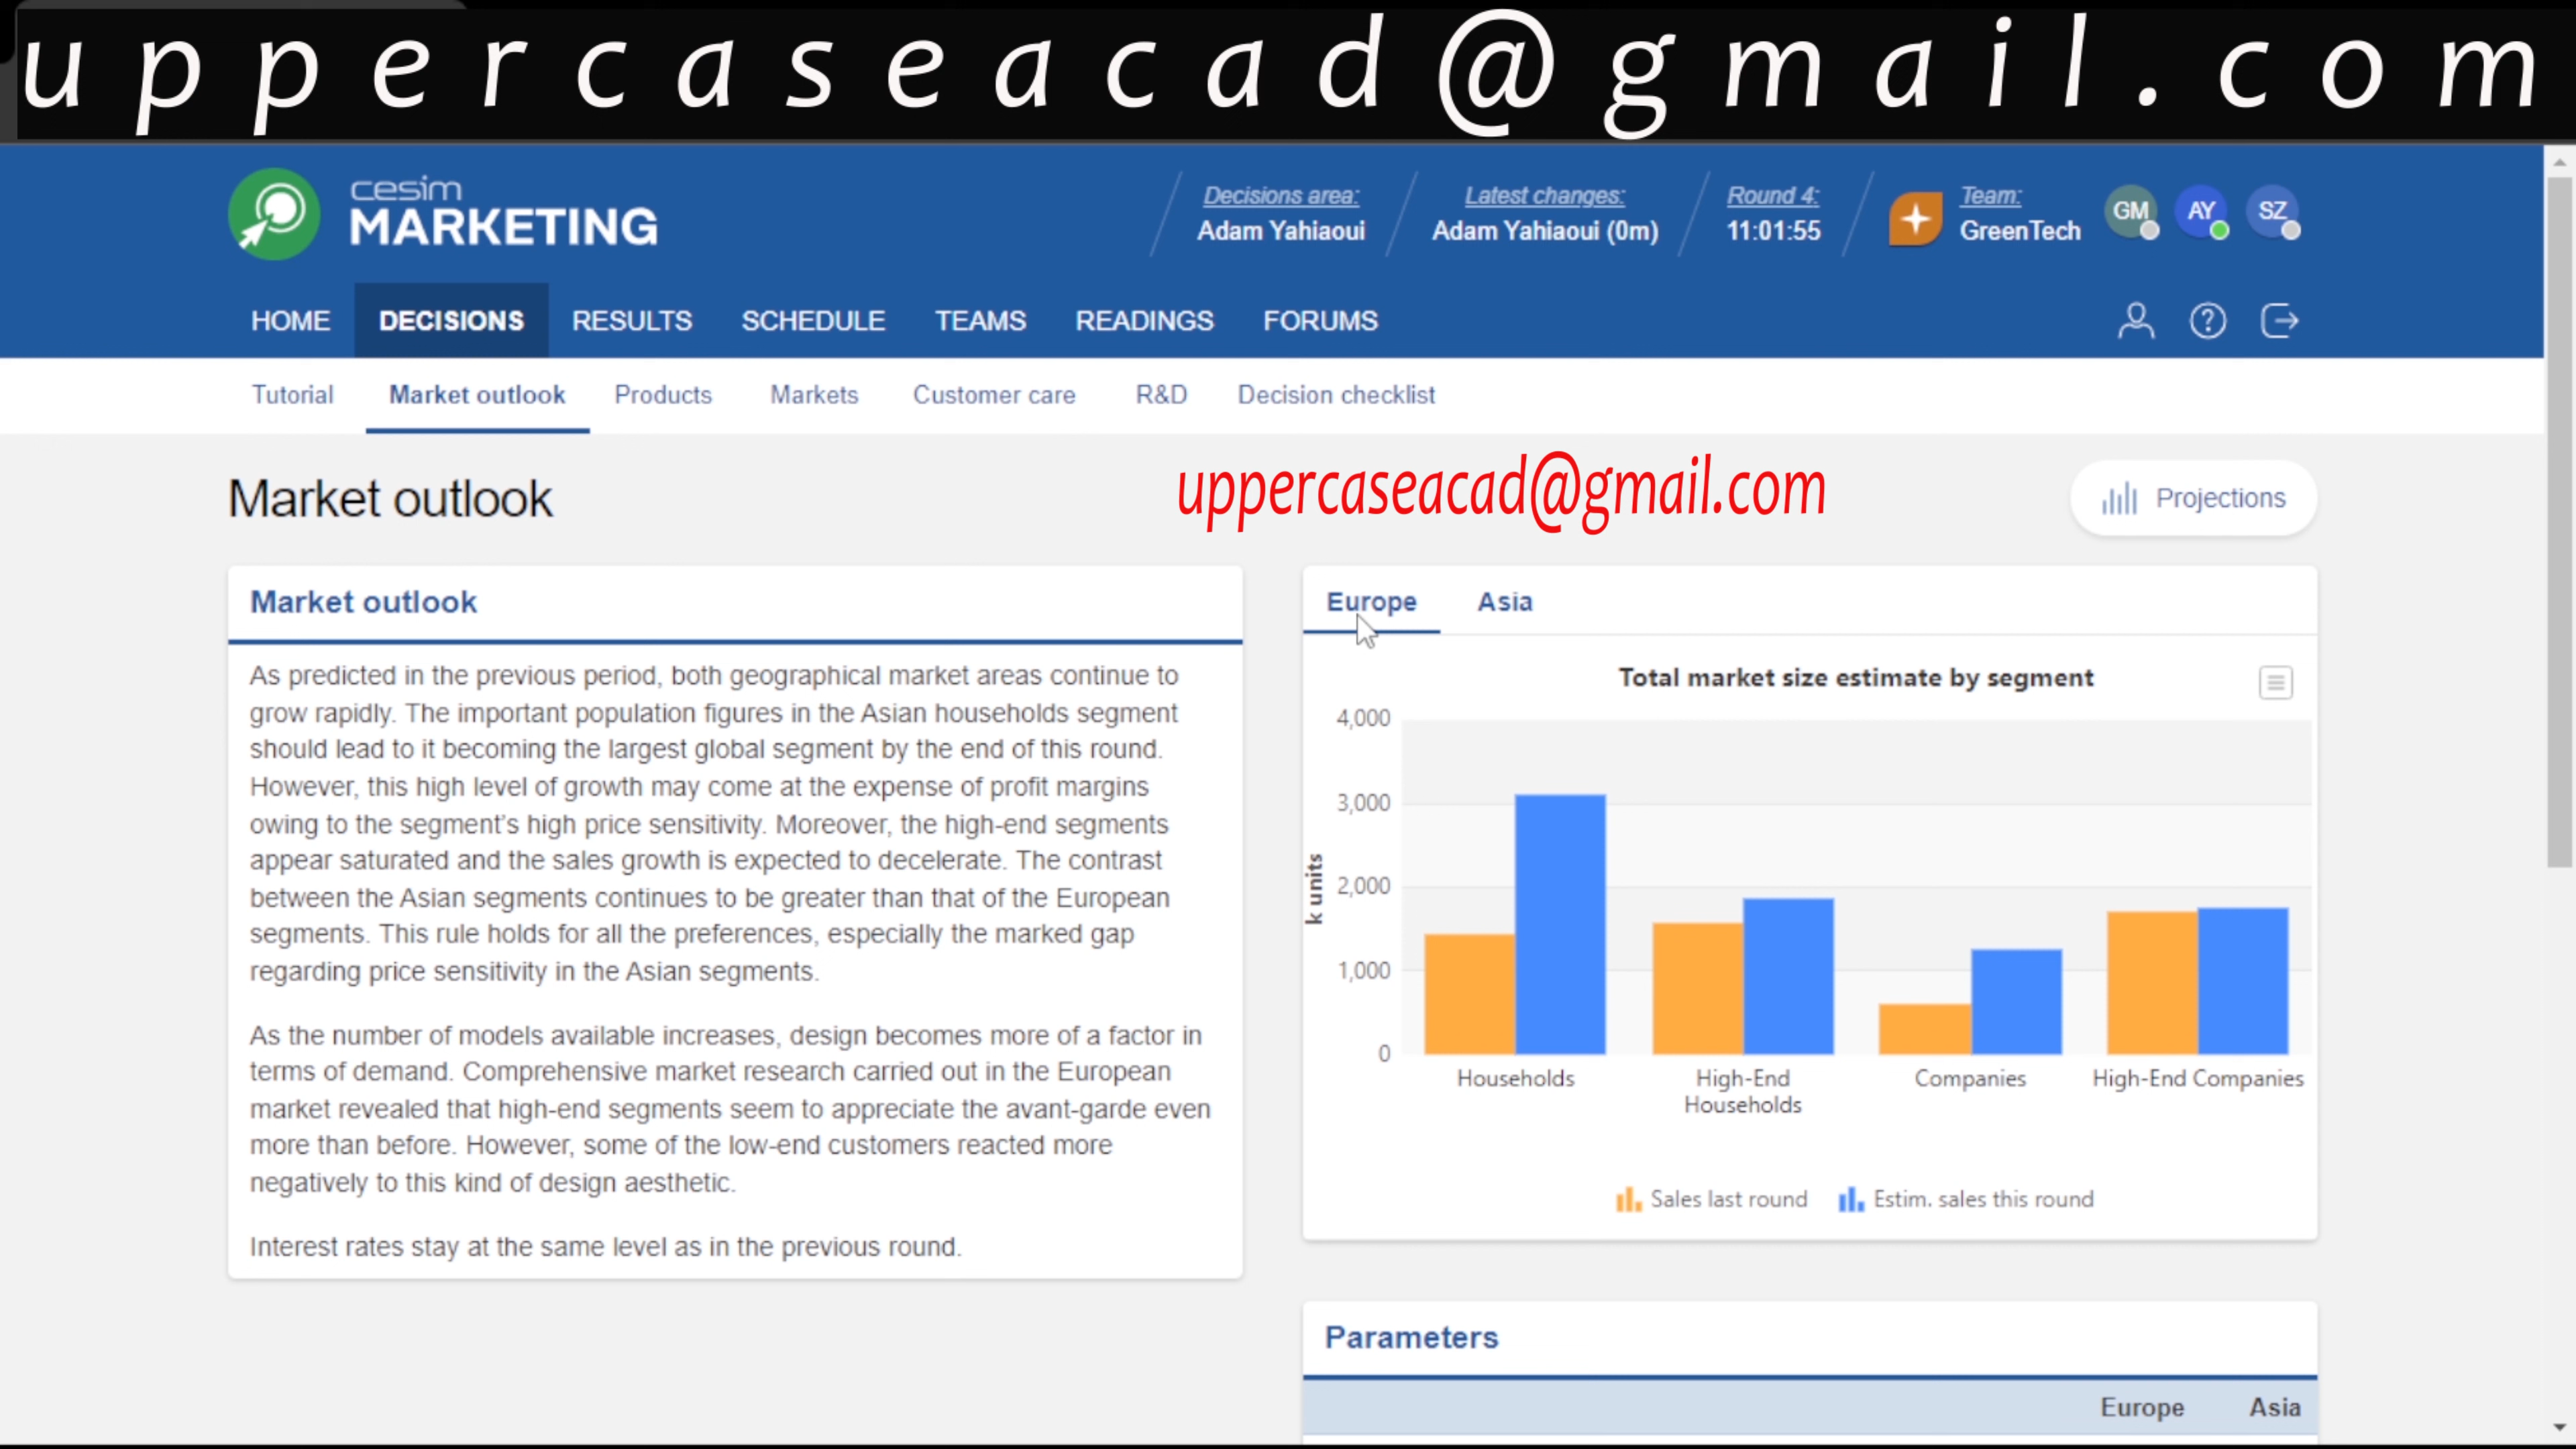 uppercaseacad@gmail.com
cesim
MARKETING
Decisions area:
Adam Yahiaoui
Latest changes:
Adam Yahiaoui (0m)
Round 4:
11:01:55
Team:
GreenTech
GM
AY
SZ
HOME
DECISIONS
RESULTS
SCHEDULE
TEAMS
READINGS
FORUMS
Tutorial
Market outlook
Products
Markets
Customer care
R&D
Decision checklist
Market outlook
uppercaseacad@gmail.com
Projections
Market outlook
As predicted in the previous period, both geographical market areas continue to
grow rapidly. The important population figures in the Asian households segment
should lead to it becoming the largest global segment by the end of this round.
However, this high level of growth may come at the expense of profit margins
owing to the segment's high price sensitivity. Moreover, the high-end segments
appear saturated and the sales growth is expected to decelerate. The contrast
between the Asian segments continues to be greater than that of the European
segments. This rule holds for all the preferences, especially the marked gap
regarding price sensitivity in the Asian segments.
As the number of models available increases, design becomes more of a factor in
terms of demand. Comprehensive market research carried out in the European
market revealed that high-end segments seem to appreciate the avant-garde even
more than before. However, some of the low-end customers reacted more
negatively to this kind of design aesthetic.
Interest rates stay at the same level as in the previous round.
Europe
Asia
Total market size estimate by segment
4,000
3,000
2,000
1,000
0
k units
Households
High-End
Households
Companies
High-End Companies
Sales last round
Estim. sales this round
Parameters
Europe
Asia